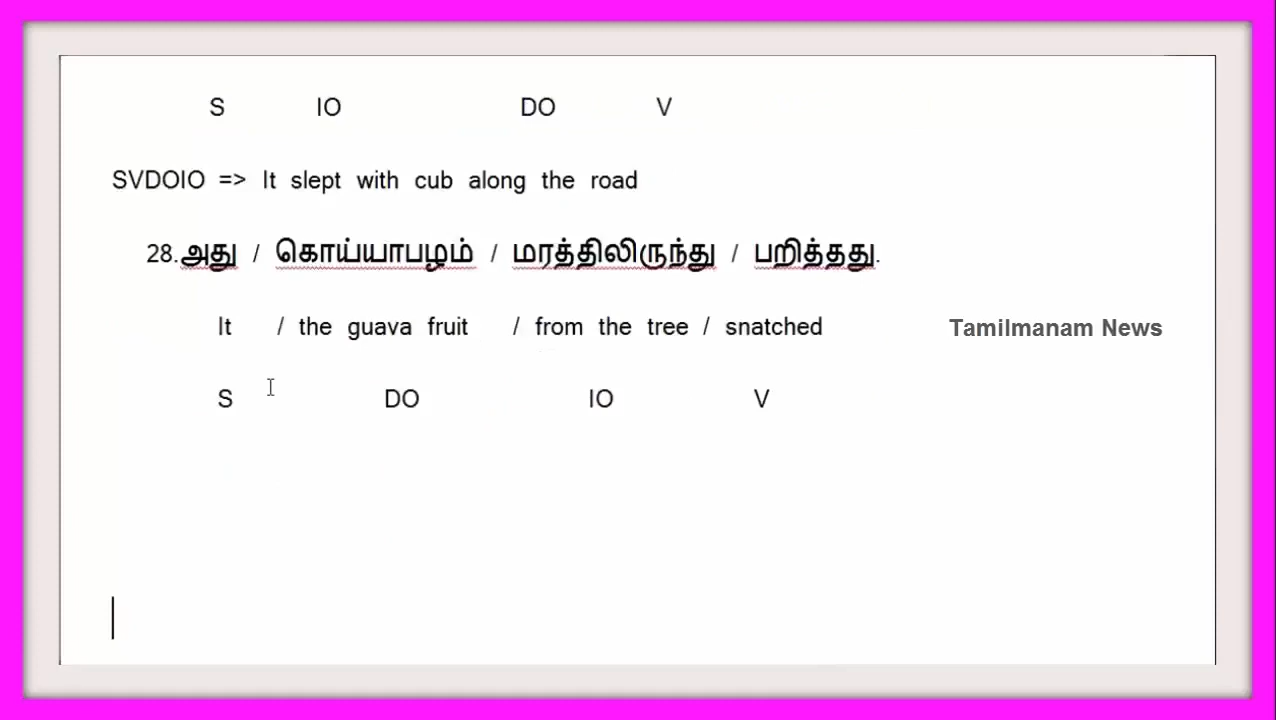 S IO DO V
SVDOIO => It slept with cub along the road
28.அது / கொய்யாபழம் / மரத்திலிருந்து / பறித்தது.
It / the guava fruit / from the tree / snatched
Tamilmanam News
S DO IO V